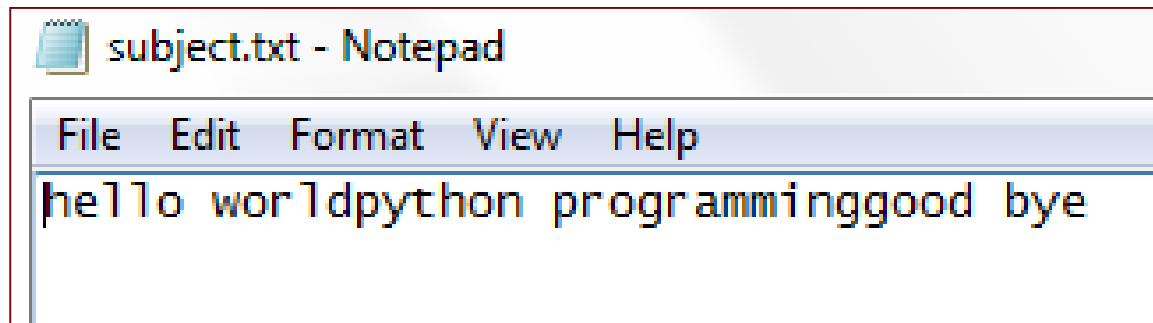 subject.txt - Notepad
File Edit Format View Help
hello worldpython programminggood bye